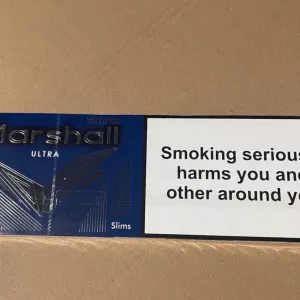 Marshall
ULTRA
Slims
Smoking serious
harms you and
other around yo